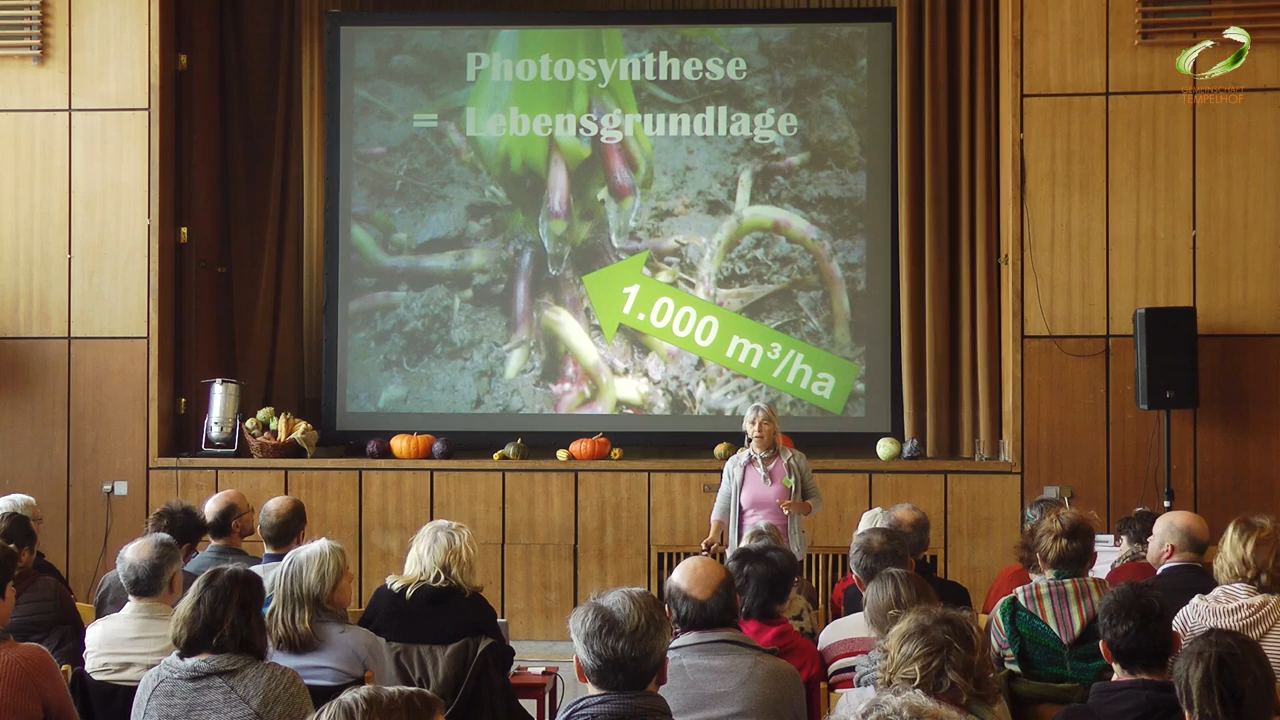 Photosynthese
= Lebensgrundlage
1.000 m³/ha
GEMEINSCHAFT
TEMPELHOF